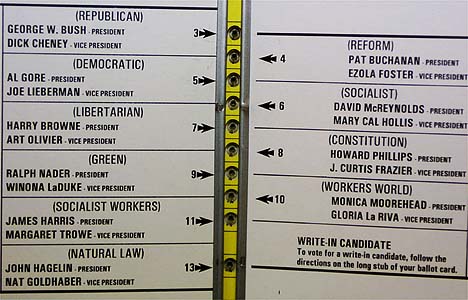 (REPUBLICAN)
GEORGE W. BUSH - PRESIDENT
DICK CHENEY - VICE PRESIDENT
3
(DEMOCRATIC)
AL GORE - PRESIDENT
JOE LIEBERMAN - VICE PRESIDENT
5
(LIBERTARIAN)
HARRY BROWNE - PRESIDENT
ART OLIVIER - VICE PRESIDENT
7
(GREEN)
RALPH NADER - PRESIDENT
WINONA LaDUKE - VICE PRESIDENT
9
(SOCIALIST WORKERS)
JAMES HARRIS - PRESIDENT
MARGARET TROWE - VICE PRESIDENT
11
(NATURAL LAW)
JOHN HAGELIN - PRESIDENT
NAT GOLDHABER - VICE PRESIDENT
13
(REFORM)
4
PAT BUCHANAN - PRESIDENT
EZOLA FOSTER - VICE PRESIDENT
(SOCIALIST)
6
DAVID McREYNOLDS - PRESIDENT
MARY CAL HOLLIS - VICE PRESIDENT
(CONSTITUTION)
8
HOWARD PHILLIPS - PRESIDENT
J. CURTIS FRAZIER - VICE PRESIDENT
(WORKERS WORLD)
10
MONICA MOOREHEAD - PRESIDENT
GLORIA La RIVA - VICE PRESIDENT
WRITE-IN CANDIDATE
To vote for a write-in candidate, follow the
directions on the long stub of your ballot card.